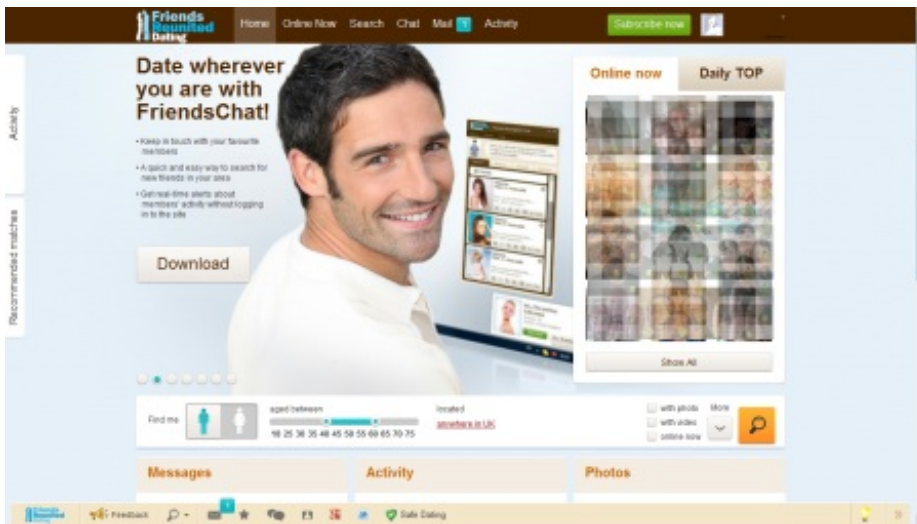 Friends
Reunited
Dating
Home
Online Now
Search
Chat
Mail
Activity
Subscribe now
Activity
Recommended matches
Date wherever
you are with
FriendsChat!
• Keep in touch with your favourite
members
• A quick and easy way to search for
new friends in your area
• Get real-time alerts about
members' activity without logging
in to the site
Download
Online now
Daily TOP
Show All
Find me
aged between
18 25 30 35 40 45 50 55 60 65 70 75
located
anywhere in UK
with photo
with video
online now
More
Messages
Activity
Photos
Friends
Reunited
Feedback
Safe Dating